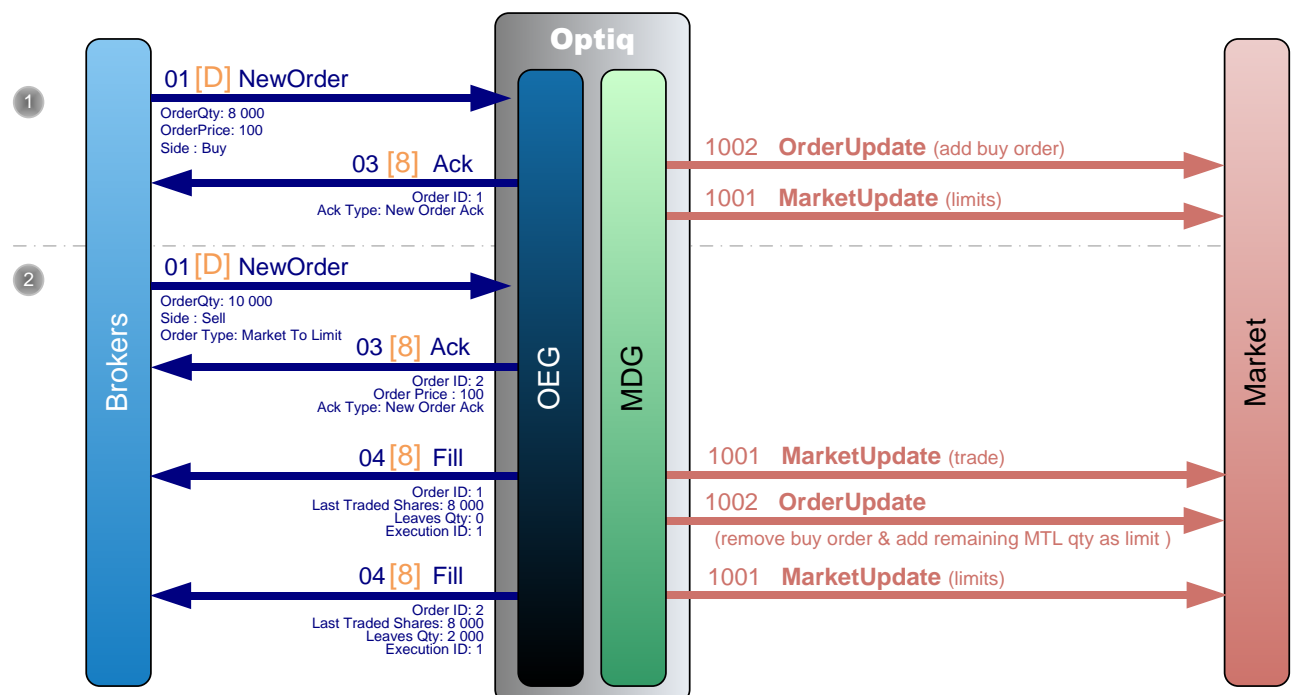 Optiq
1
01 [D] NewOrder
OrderQty: 8 000
OrderPrice: 100
Side : Buy
03 [8] Ack
Order ID: 1
Ack Type: New Order Ack
1002 OrderUpdate (add buy order)
1001 MarketUpdate (limits)
2
01 [D] NewOrder
OrderQty: 10 000
Side : Sell
Order Type: Market To Limit
03 [8] Ack
Order ID: 2
Order Price : 100
Ack Type: New Order Ack
04 [8] Fill
Order ID: 1
Last Traded Shares: 8 000
Leaves Qty: 0
Execution ID: 1
1001 MarketUpdate (trade)
1002 OrderUpdate
(remove buy order & add remaining MTL qty as limit )
04 [8] Fill
Order ID: 2
Last Traded Shares: 8 000
Leaves Qty: 2 000
Execution ID: 1
1001 MarketUpdate (limits)
Brokers
OEG
MDG
Market